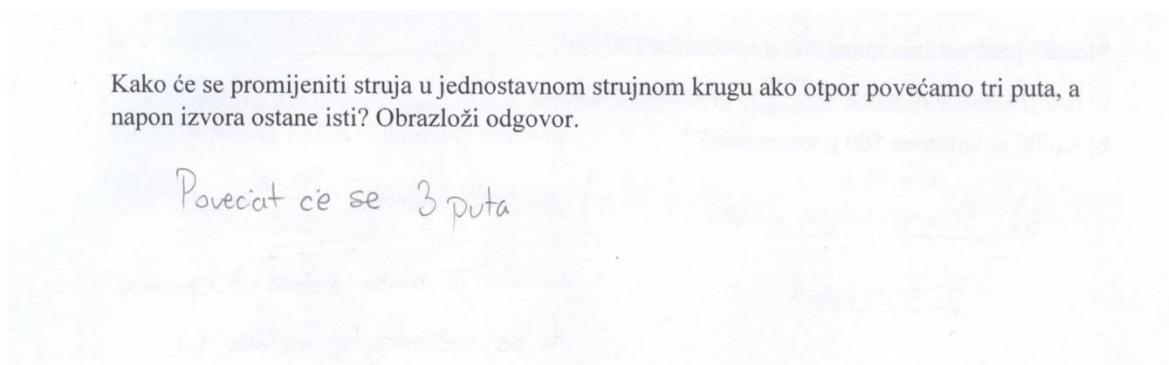 Kako će se promijeniti struja u jednostavnom strujnom krugu ako otpor povećamo tri puta, a
napon izvora ostane isti? Obrazloži odgovor.
Povećat će se 3 puta